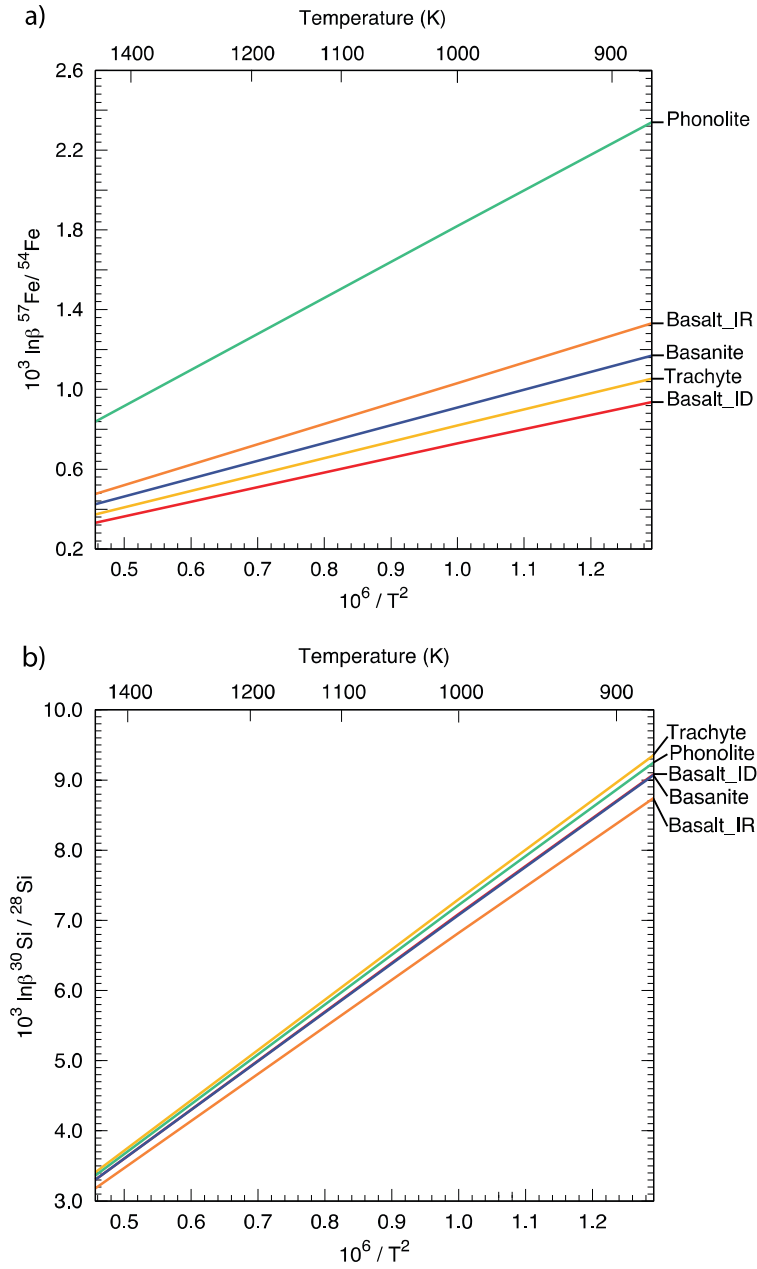 a)
Temperature (K)
1400 1200 1100 1000 900
2.6
2.2
1.8
1.4
1.0
0.6
0.2
10³ lnβ ⁵⁷Fe/ ⁵⁴Fe
Phonolite
Basalt_IR
Basanite
Trachyte
Basalt_ID
0.5 0.6 0.7 0.8 0.9 1.0 1.1 1.2
10⁶ / T²
b)
Temperature (K)
1400 1200 1100 1000 900
10.0
9.0
8.0
7.0
6.0
5.0
4.0
3.0
10³ lnβ ³⁰Si / ²⁸Si
Trachyte
Phonolite
Basalt_ID
Basanite
Basalt_IR
0.5 0.6 0.7 0.8 0.9 1.0 1.1 1.2
10⁶ / T²